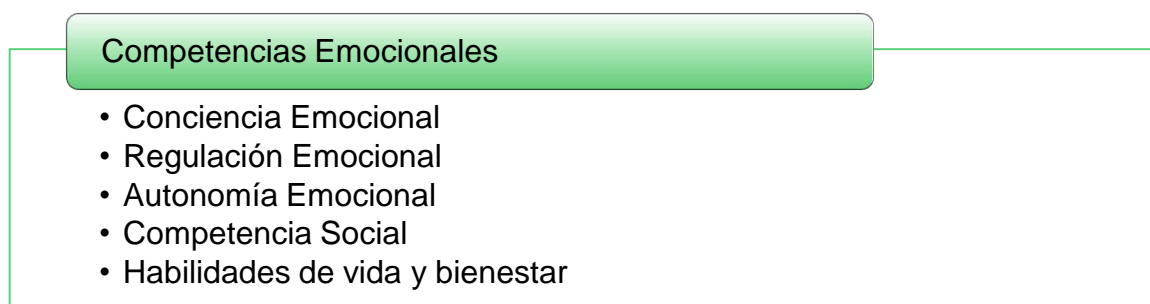 Competencias Emocionales
• Conciencia Emocional
• Regulación Emocional
• Autonomía Emocional
• Competencia Social
• Habilidades de vida y bienestar